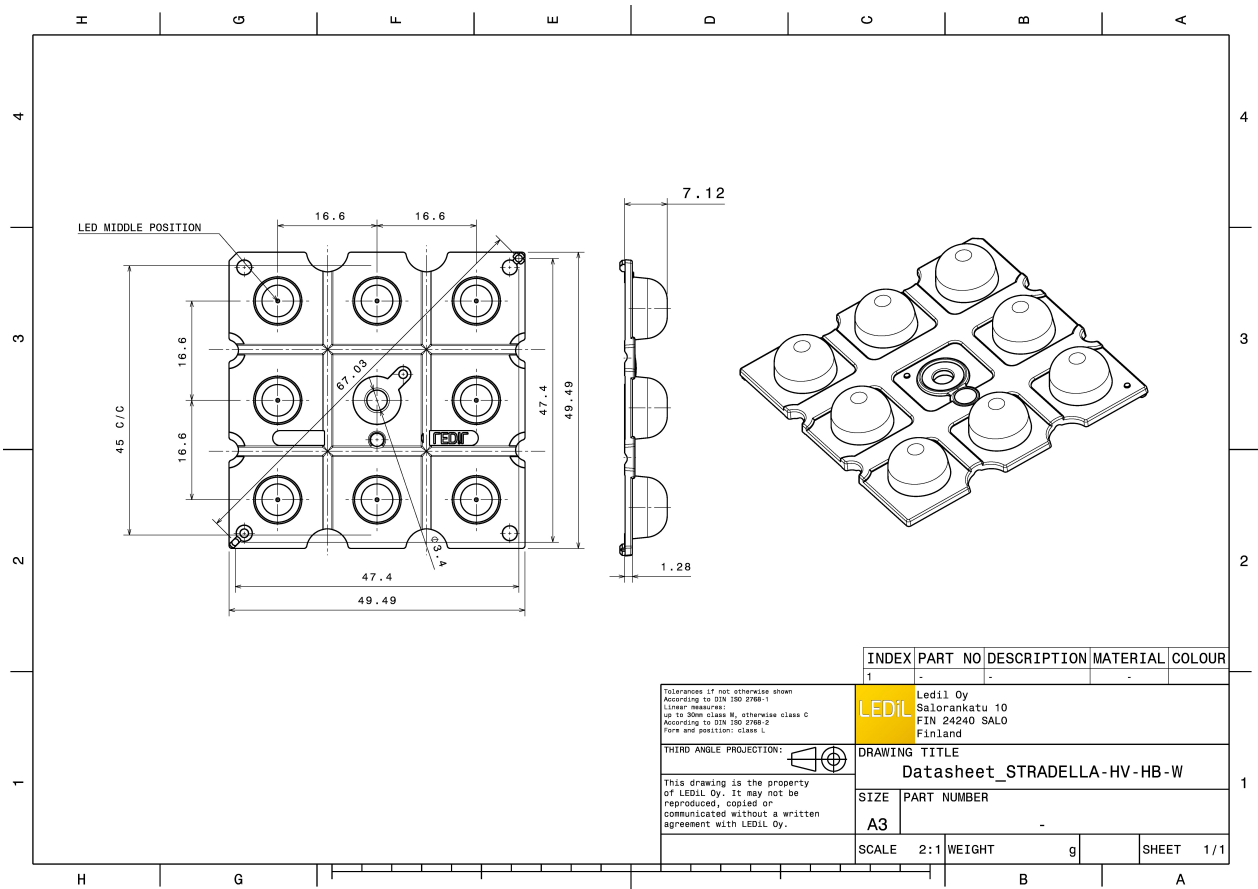 H G F E D C B A
4
4
7.12
16.6
16.6
LED MIDDLE POSITION
3
3
16.6
67.03
47.4
49.49
45 C/C
16.6
LEDIL
Ø3.4
2
2
1.28
47.4
49.49
INDEX PART NO DESCRIPTION MATERIAL COLOUR
1 - - -
Tolerances if not otherwise shown
According to DIN ISO 2768-1
Linear measures:
up to 30mm class M, otherwise class C
According to DIN ISO 2768-2
Form and position: class L
LEDiL
Ledil Oy
Salorankatu 10
FIN 24240 SALO
Finland
THIRD ANGLE PROJECTION:
DRAWING TITLE
Datasheet_STRADELLA-HV-HB-W
1
1
This drawing is the property
of LEDiL Oy. It may not be
reproduced, copied or
communicated without a written
agreement with LEDiL Oy.
SIZE PART NUMBER
A3 -
SCALE 2:1 WEIGHT g SHEET 1/1
H G B A